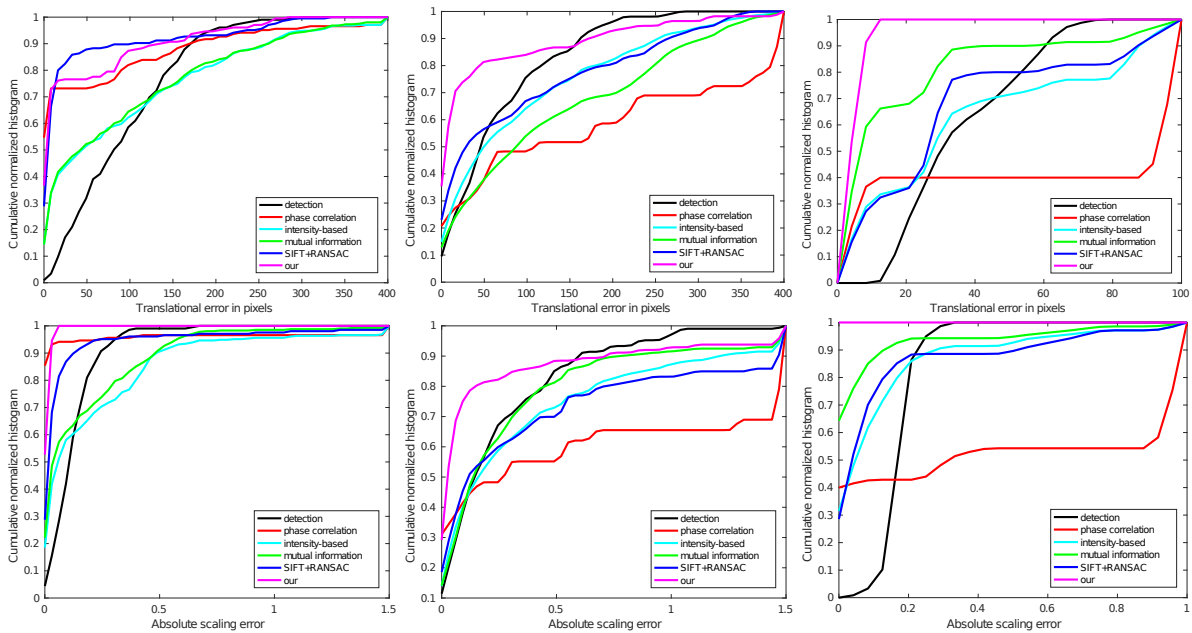 Cumulative normalized histogram
1
0.9
0.8
0.7
0.6
0.5
0.4
0.3
0.2
0.1
0
0 50 100 150 200 250 300 350 400
Translational error in pixels
detection
phase correlation
intensity-based
mutual information
SIFT+RANSAC
our
Cumulative normalized histogram
1
0.9
0.8
0.7
0.6
0.5
0.4
0.3
0.2
0.1
0
0 50 100 150 200 250 300 350 400
Translational error in pixels
detection
phase correlation
intensity-based
mutual information
SIFT+RANSAC
our
Cumulative normalized histogram
1
0.9
0.8
0.7
0.6
0.5
0.4
0.3
0.2
0.1
0
0 20 40 60 80 100
Translational error in pixels
detection
phase correlation
intensity-based
mutual information
SIFT+RANSAC
our
Cumulative normalized histogram
1
0.9
0.8
0.7
0.6
0.5
0.4
0.3
0.2
0.1
0
0 0.5 1 1.5
Absolute scaling error
detection
phase correlation
intensity-based
mutual information
SIFT+RANSAC
our
Cumulative normalized histogram
1
0.9
0.8
0.7
0.6
0.5
0.4
0.3
0.2
0.1
0 0.5 1 1.5
Absolute scaling error
detection
phase correlation
intensity-based
mutual information
SIFT+RANSAC
our
Cumulative normalized histogram
1
0.9
0.8
0.7
0.6
0.5
0.4
0.3
0.2
0.1
0
0 0.2 0.4 0.6 0.8 1
Absolute scaling error
detection
phase correlation
intensity-based
mutual information
SIFT+RANSAC
our